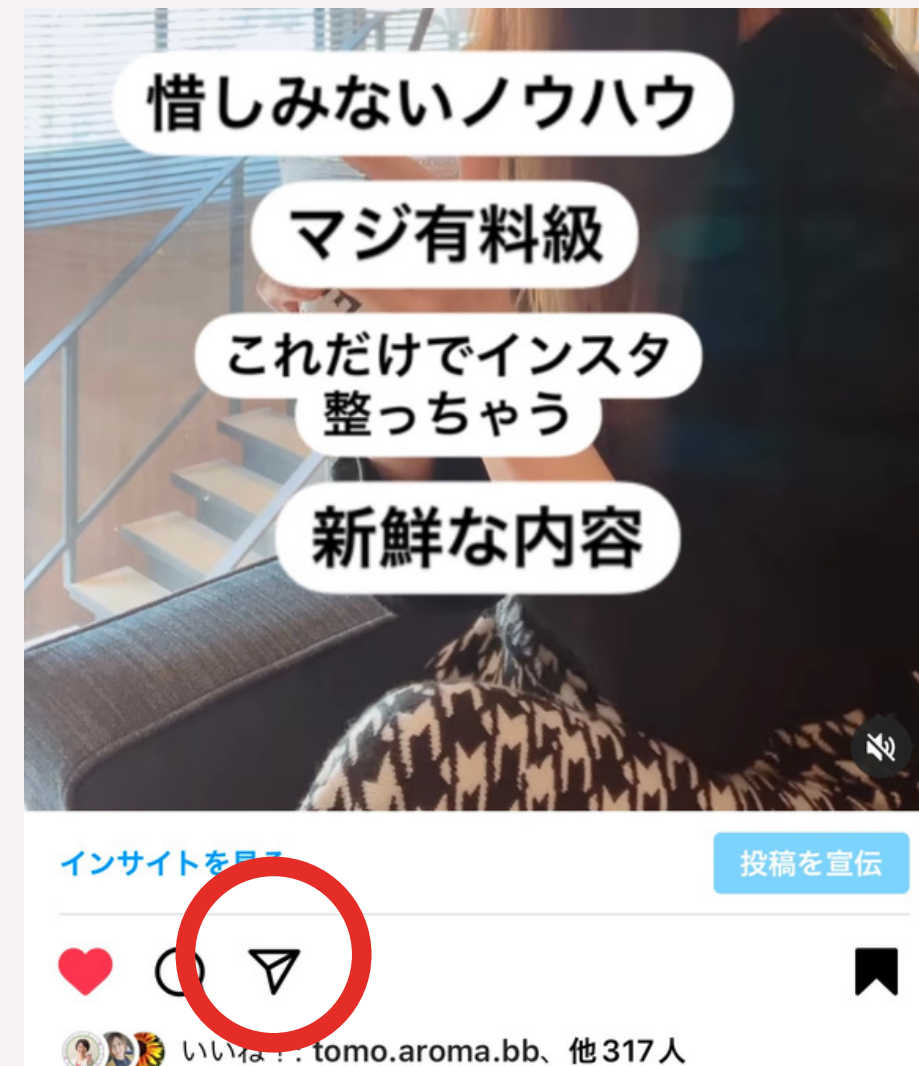 惜しみないノウハウ
マジ有料級
これだけでインスタ
整っちゃう
新鮮な内容
インサイトを見る
投稿を宣伝
いいね！: tomo.aroma.bb、他317人